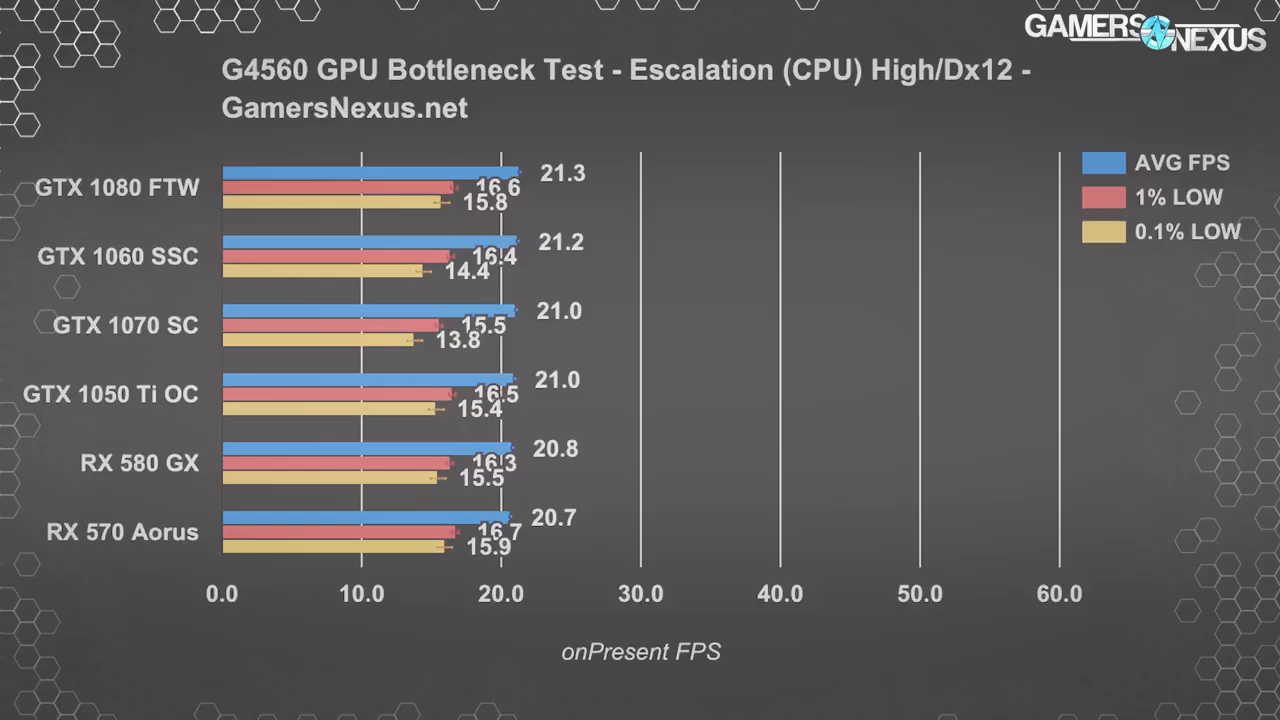 GAMERS NEXUS
G4560 GPU Bottleneck Test - Escalation (CPU) High/Dx12 -
GamersNexus.net
AVG FPS
1% LOW
0.1% LOW
GTX 1080 FTW
21.3
16.6
15.8
GTX 1060 SSC
21.2
16.4
14.4
GTX 1070 SC
21.0
15.5
13.8
GTX 1050 Ti OC
21.0
16.5
15.4
RX 580 GX
20.8
16.3
15.5
RX 570 Aorus
20.7
16.7
15.9
0.0 10.0 20.0 30.0 40.0 50.0 60.0
onPresent FPS